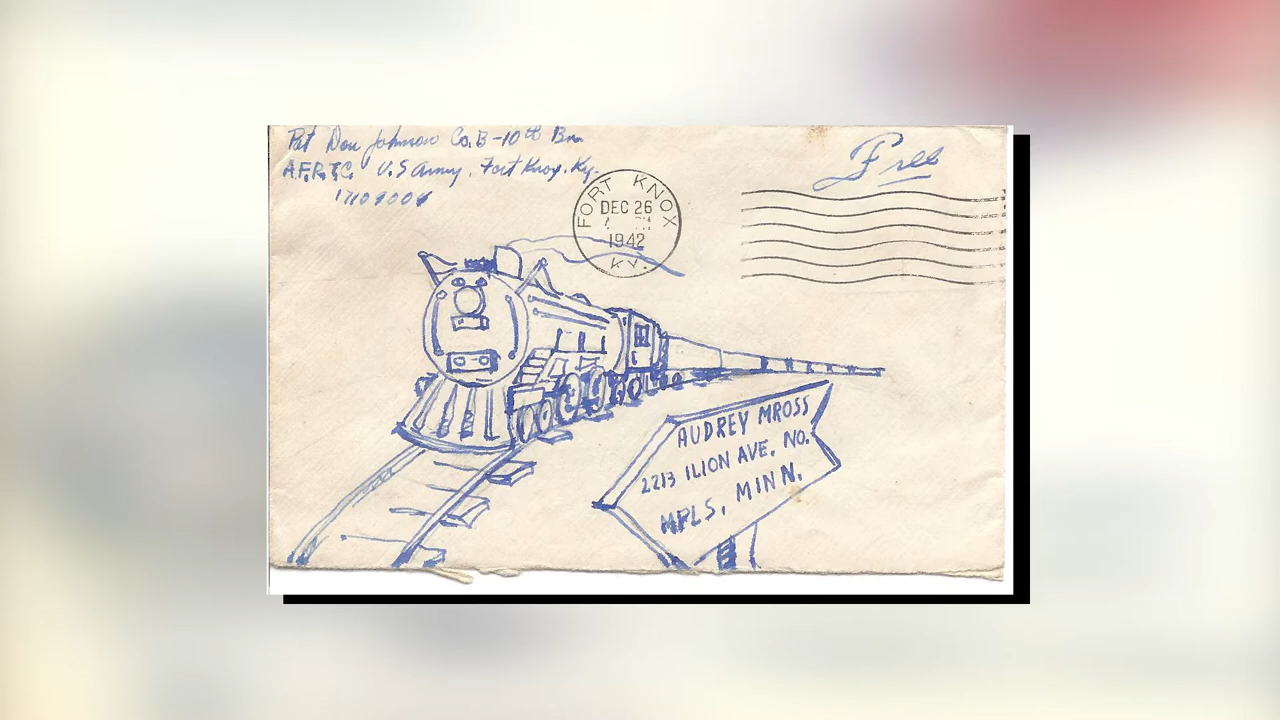 Pvt Don Johnson Co. B-10th Bn.
A.F.R.T.C. U.S Army, Fort Knox, Ky.
17109004
Free
FORT KNOX
DEC 26
1942
KY.
AUDREY MROSS
2213 ILION AVE. NO.
MPLS, MINN.